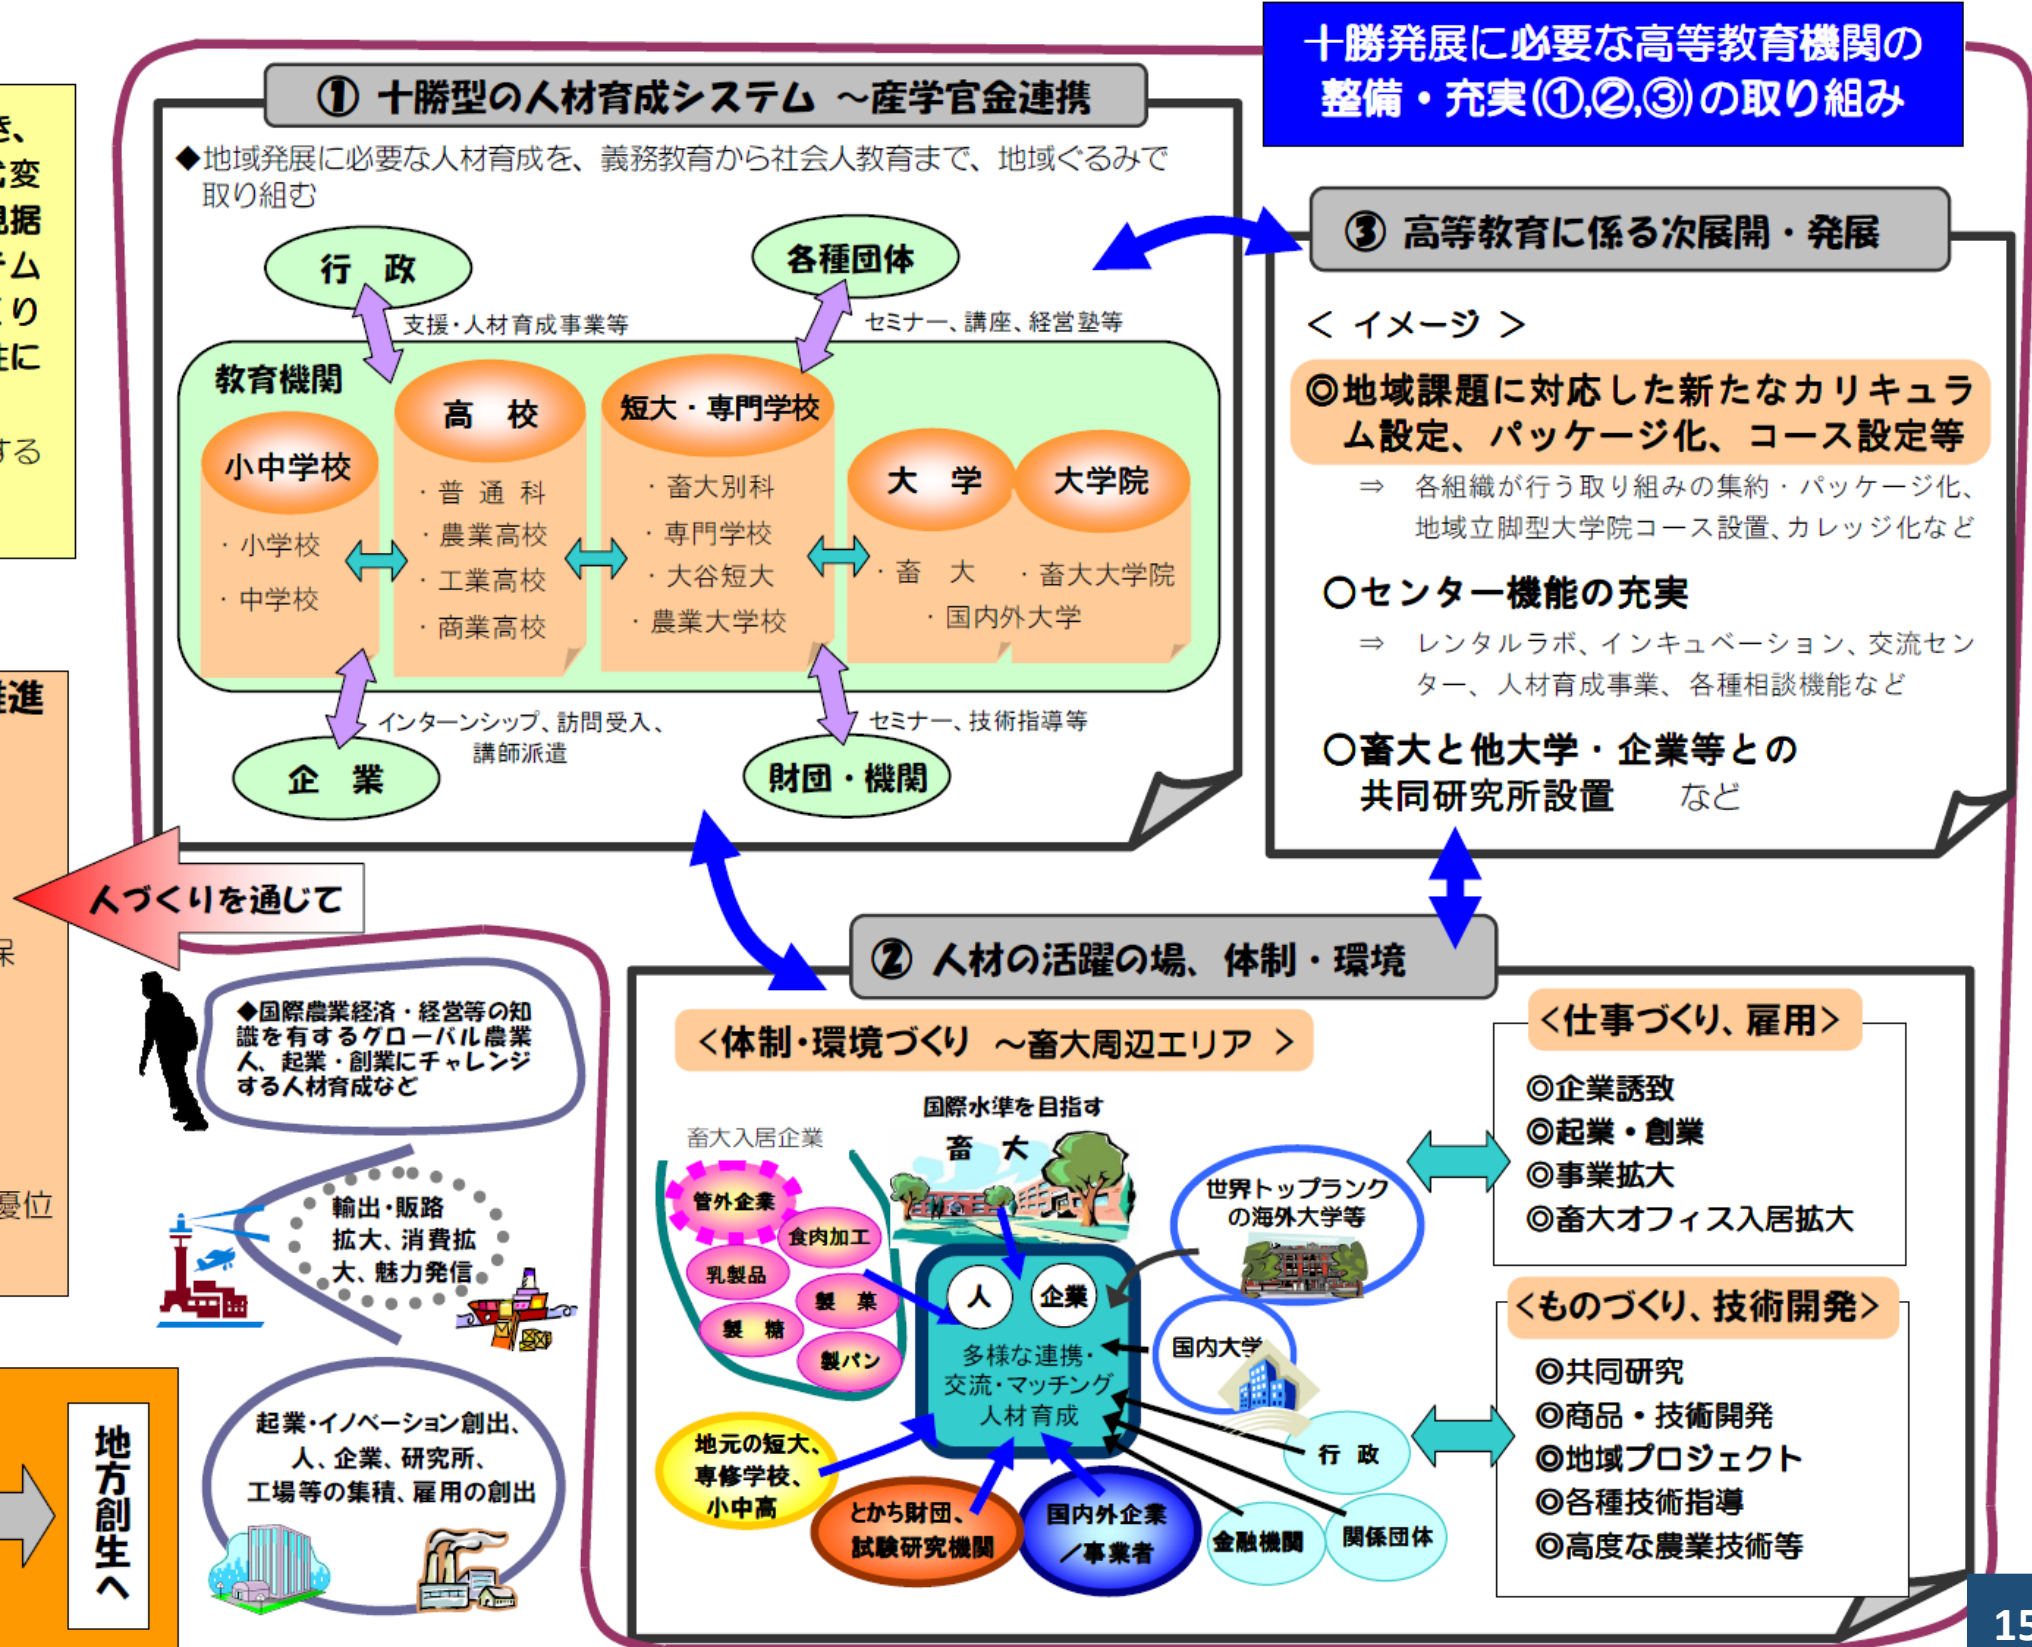 十勝発展に必要な高等教育機関の
整備・充実(①,②,③)の取り組み
① 十勝型の人材育成システム ～産学官金連携
◆地域発展に必要な人材育成を、義務教育から社会人教育まで、地域ぐるみで
取り組む
行 政
各種団体
支援・人材育成事業等
セミナー、講座、経営塾等
教育機関
小中学校
・小学校
・中学校
高 校
・普 通 科
・農業高校
・工業高校
・商業高校
短大・専門学校
・畜大別科
・専門学校
・大谷短大
・農業大学校
大 学
大学院
・畜 大
・畜大大学院
・国内外大学
インターンシップ、訪問受入、
講師派遣
セミナー、技術指導等
企 業
財団・機関
③ 高等教育に係る次展開・発展
＜ イメージ ＞
◎地域課題に対応した新たなカリキュラ
ム設定、パッケージ化、コース設定等
⇒ 各組織が行う取り組みの集約・パッケージ化、
地域立脚型大学院コース設置、カレッジ化など
○センター機能の充実
⇒ レンタルラボ、インキュベーション、交流セン
ター、人材育成事業、各種相談機能など
○畜大と他大学・企業等との
共同研究所設置 など
き、
変
見据
テム
り
性に
する
推進
保
優位
人づくりを通じて
◆国際農業経済・経営等の知
識を有するグローバル農業
人、起業・創業にチャレンジ
する人材育成など
輸出・販路
拡大、消費拡
大、魅力発信
起業・イノベーション創出、
人、企業、研究所、
工場等の集積、雇用の創出
地方創生へ
② 人材の活躍の場、体制・環境
＜体制・環境づくり ～畜大周辺エリア ＞
国際水準を目指す
畜 大
畜大入居企業
管外企業
食肉加工
乳製品
製 菓
製 糖
製パン
人
企業
多様な連携・
交流・マッチング
人材育成
世界トップランク
の海外大学等
国内大学
行 政
関係団体
金融機関
国内外企業
／事業者
とかち財団、
試験研究機関
地元の短大、
専修学校、
小中高
＜仕事づくり、雇用＞
◎企業誘致
◎起業・創業
◎事業拡大
◎畜大オフィス入居拡大
＜ものづくり、技術開発＞
◎共同研究
◎商品・技術開発
◎地域プロジェクト
◎各種技術指導
◎高度な農業技術等
15